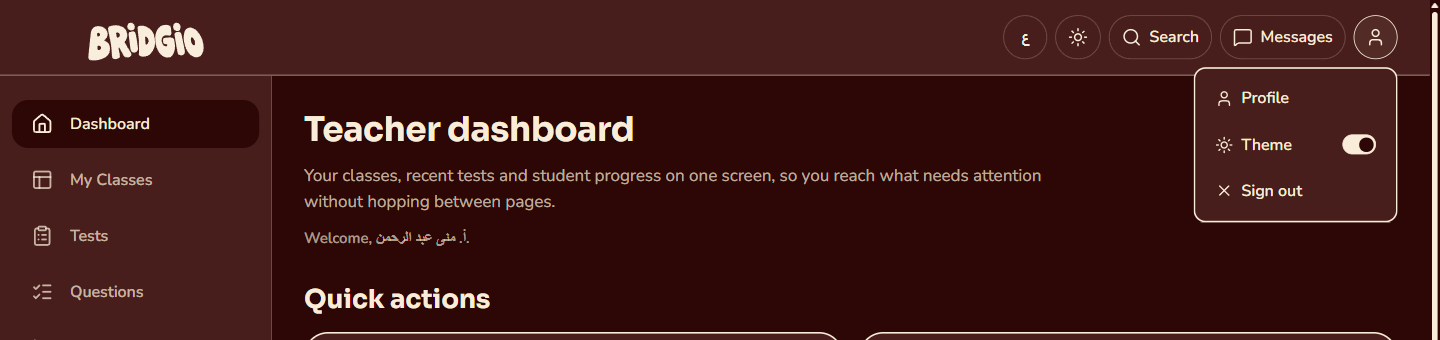 BRiDGiO
ع
Search
Messages
Profile
Theme
Sign out
Dashboard
My Classes
Tests
Questions
Teacher dashboard
Your classes, recent tests and student progress on one screen, so you reach what needs attention
without hopping between pages.
Welcome, أ. منى عبد الرحمن.
Quick actions